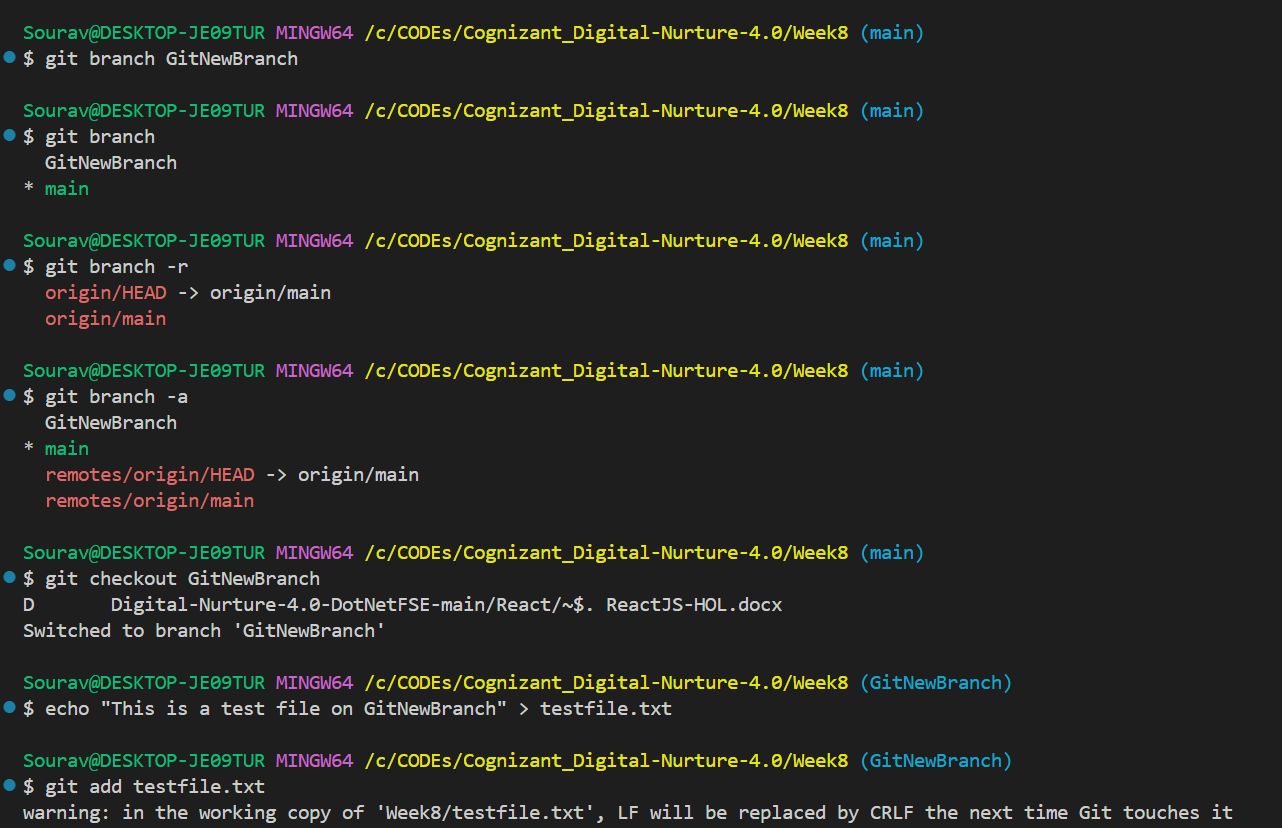 Sourav@DESKTOP-JE09TUR MINGW64 /c/CODEs/Cognizant_Digital-Nurture-4.0/Week8 (main)
$ git branch GitNewBranch
Sourav@DESKTOP-JE09TUR MINGW64 /c/CODEs/Cognizant_Digital-Nurture-4.0/Week8 (main)
$ git branch
  GitNewBranch
* main
Sourav@DESKTOP-JE09TUR MINGW64 /c/CODEs/Cognizant_Digital-Nurture-4.0/Week8 (main)
$ git branch -r
  origin/HEAD -> origin/main
  origin/main
Sourav@DESKTOP-JE09TUR MINGW64 /c/CODEs/Cognizant_Digital-Nurture-4.0/Week8 (main)
$ git branch -a
  GitNewBranch
* main
  remotes/origin/HEAD -> origin/main
  remotes/origin/main
Sourav@DESKTOP-JE09TUR MINGW64 /c/CODEs/Cognizant_Digital-Nurture-4.0/Week8 (main)
$ git checkout GitNewBranch
D       Digital-Nurture-4.0-DotNetFSE-main/React/~$. ReactJS-HOL.docx
Switched to branch 'GitNewBranch'
Sourav@DESKTOP-JE09TUR MINGW64 /c/CODEs/Cognizant_Digital-Nurture-4.0/Week8 (GitNewBranch)
$ echo "This is a test file on GitNewBranch" > testfile.txt
Sourav@DESKTOP-JE09TUR MINGW64 /c/CODEs/Cognizant_Digital-Nurture-4.0/Week8 (GitNewBranch)
$ git add testfile.txt
warning: in the working copy of 'Week8/testfile.txt', LF will be replaced by CRLF the next time Git touches it